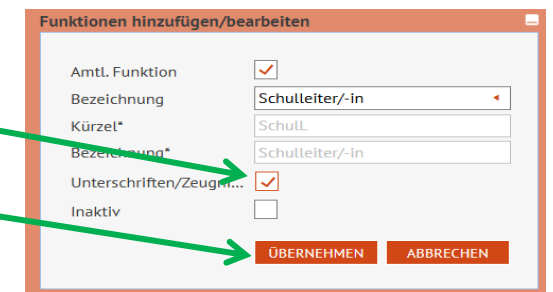 Funktionen hinzufügen/bearbeiten
Amtl. Funktion
Bezeichnung Schulleiter/-in
Kürzel* SchulL.
Bezeichnung* Schulleiter/-in
Unterschriften/Zeugni...
Inaktiv
ÜBERNEHMEN ABBRECHEN